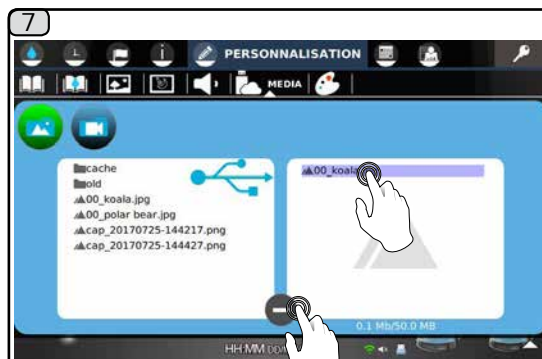 7
PERSONNALISATION
MEDIA
cache
old
00_koala.jpg
00_polar bear.jpg
cap_20170725-144217.png
cap_20170725-144427.png
00_koala
0.1 Mb/50.0 MB
HH:MM